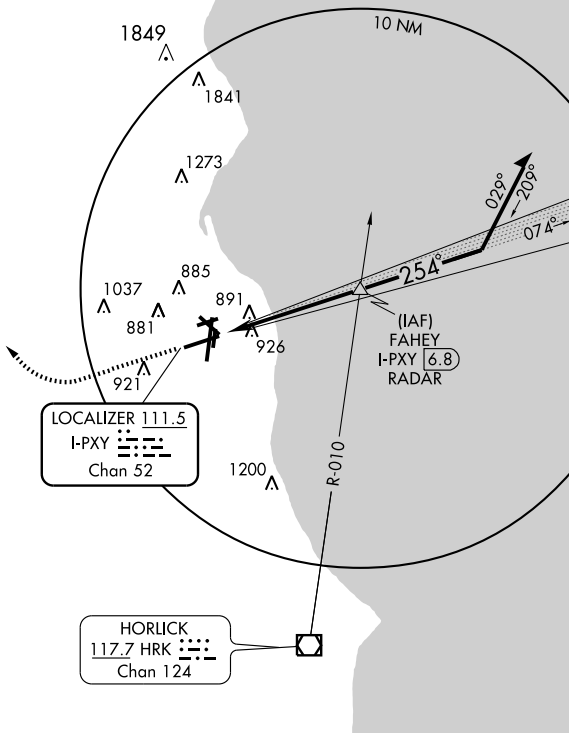 10 NM
1849
1841
1273
029°
209°
074°
254°
885
1037
881
891
926
(IAF)
FAHEY
I-PXY 6.8
RADAR
921
LOCALIZER 111.5
I-PXY
Chan 52
R-010
1200
HORLICK
117.7 HRK
Chan 124